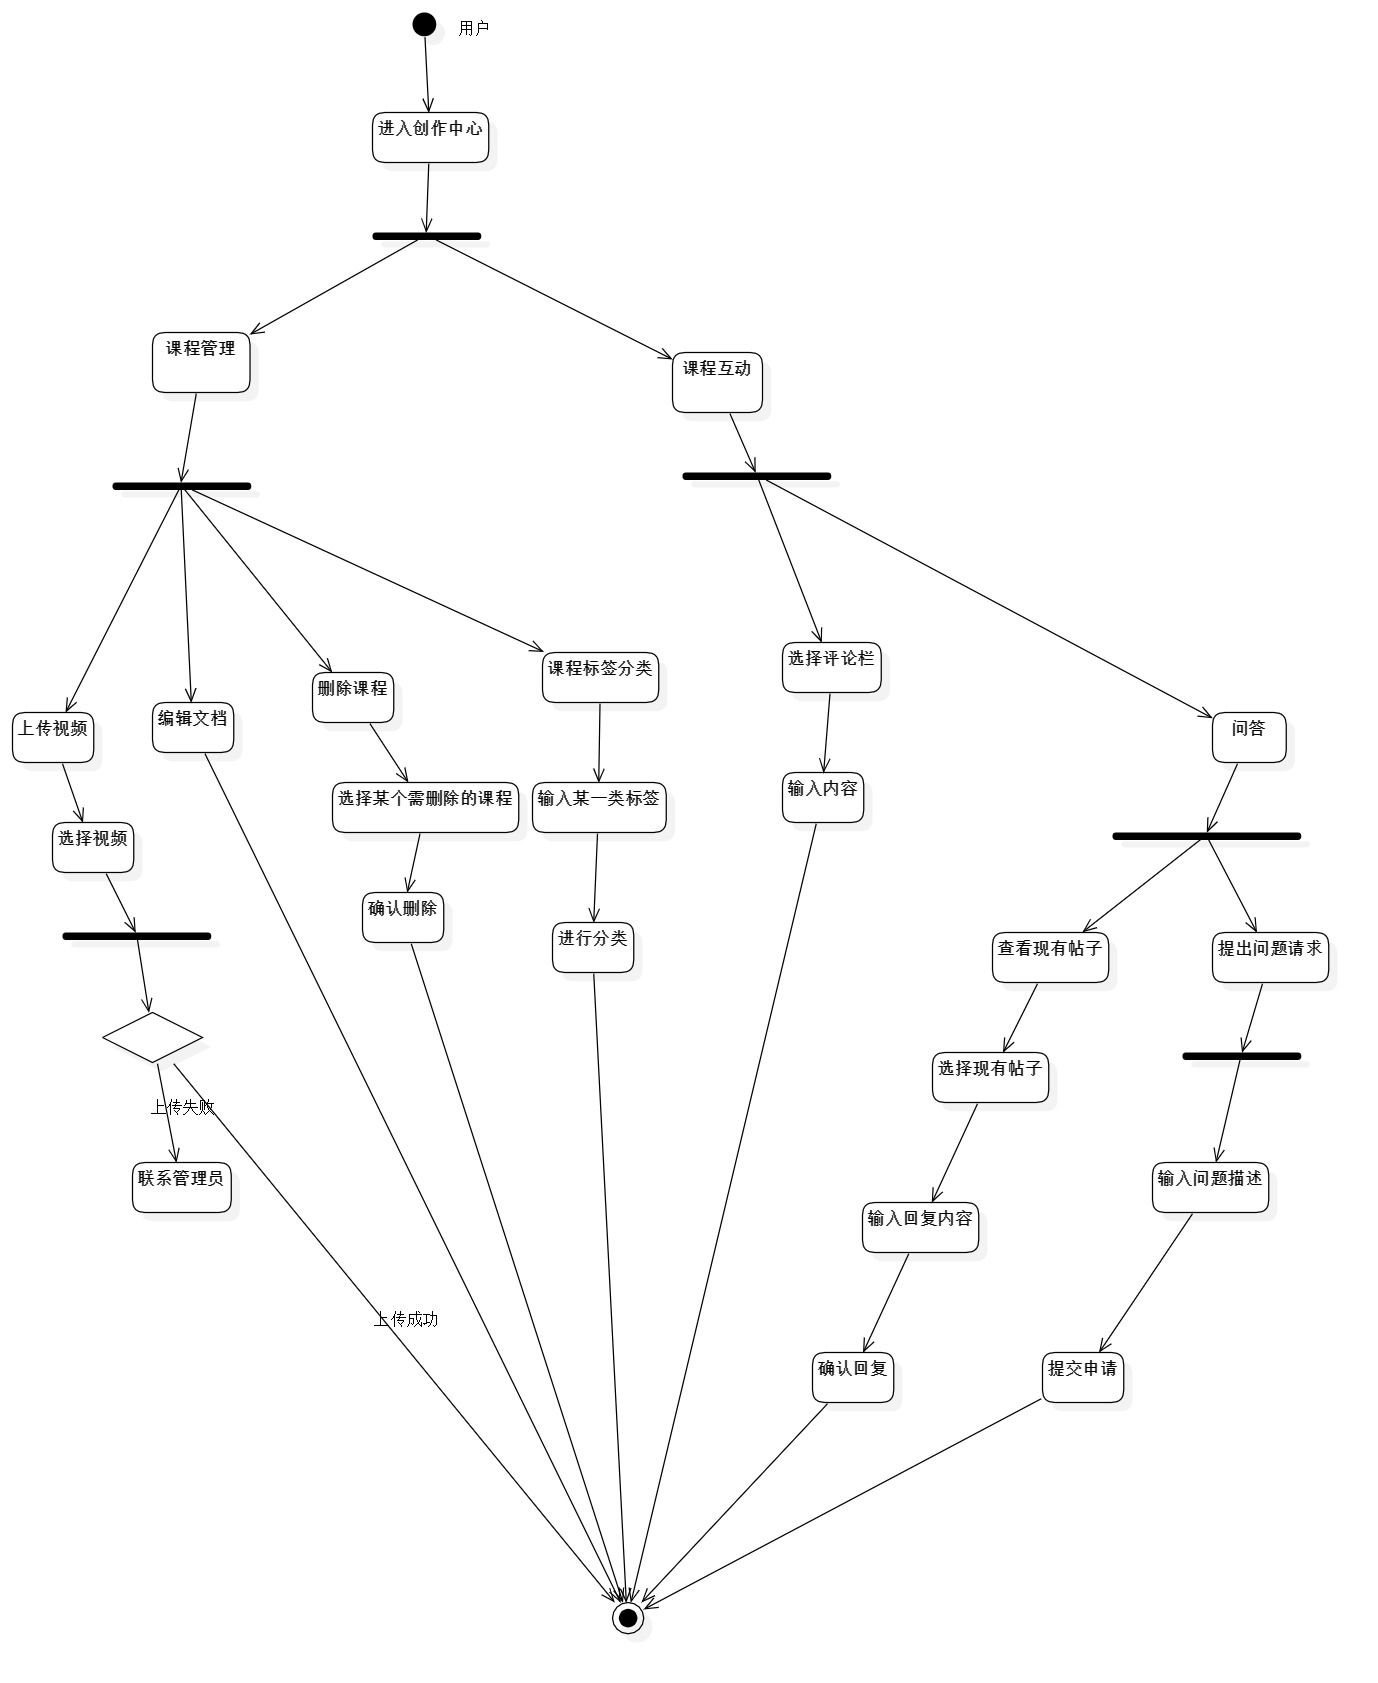 用户
进入创作中心
课程管理
课程互动
选择评论栏
课程标签分类
删除课程
编辑文档
上传视频
问答
输入内容
选择某个需删除的课程
输入某一类标签
选择视频
确认删除
进行分类
查看现有帖子
提出问题请求
选择现有帖子
上传失败
联系管理员
输入问题描述
输入回复内容
上传成功
确认回复
提交申请